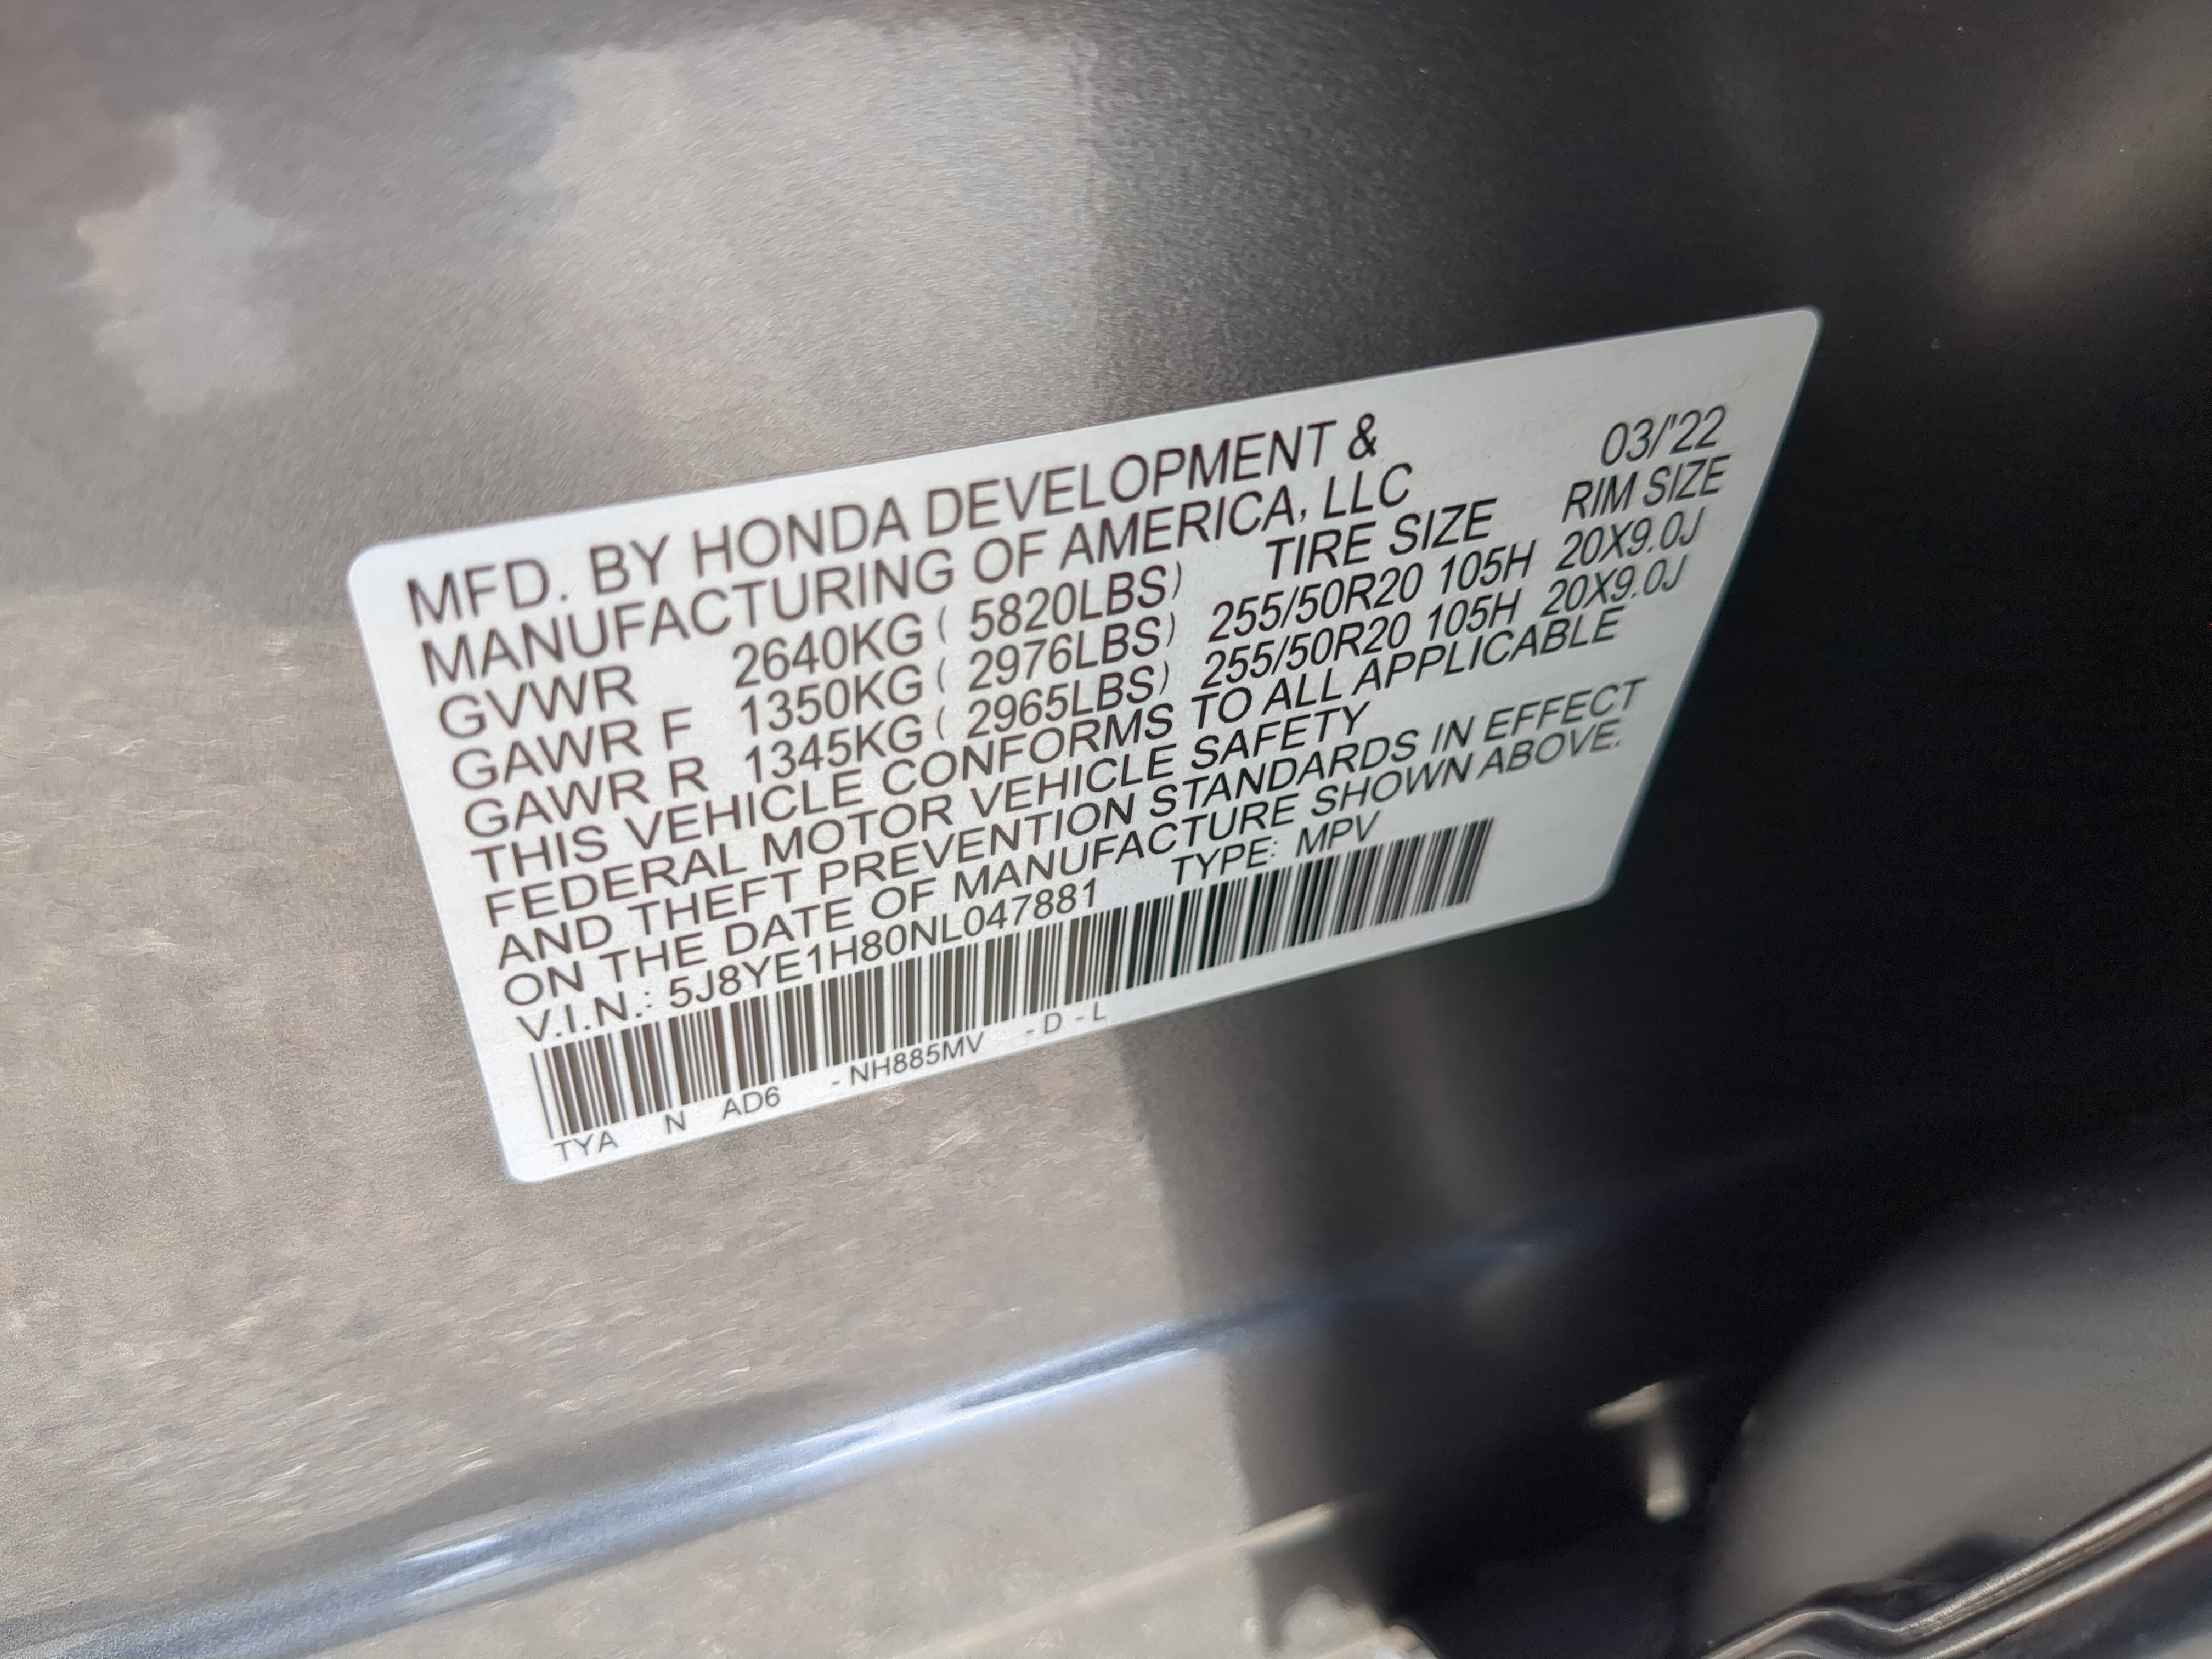 MFD. BY HONDA DEVELOPMENT &
MANUFACTURING OF AMERICA, LLC 03/'22
GVWR 2640KG ( 5820LBS) TIRE SIZE RIM SIZE
GAWR F 1350KG ( 2976LBS) 255/50R20 105H 20X9.0J
GAWR R 1345KG ( 2965LBS) 255/50R20 105H 20X9.0J
THIS VEHICLE CONFORMS TO ALL APPLICABLE
FEDERAL MOTOR VEHICLE SAFETY
AND THEFT PREVENTION STANDARDS IN EFFECT
ON THE DATE OF MANUFACTURE SHOWN ABOVE.
V.I.N.: 5J8YE1H80NL047881 TYPE: MPV
TYA N AD6 - NH885MV - D - L